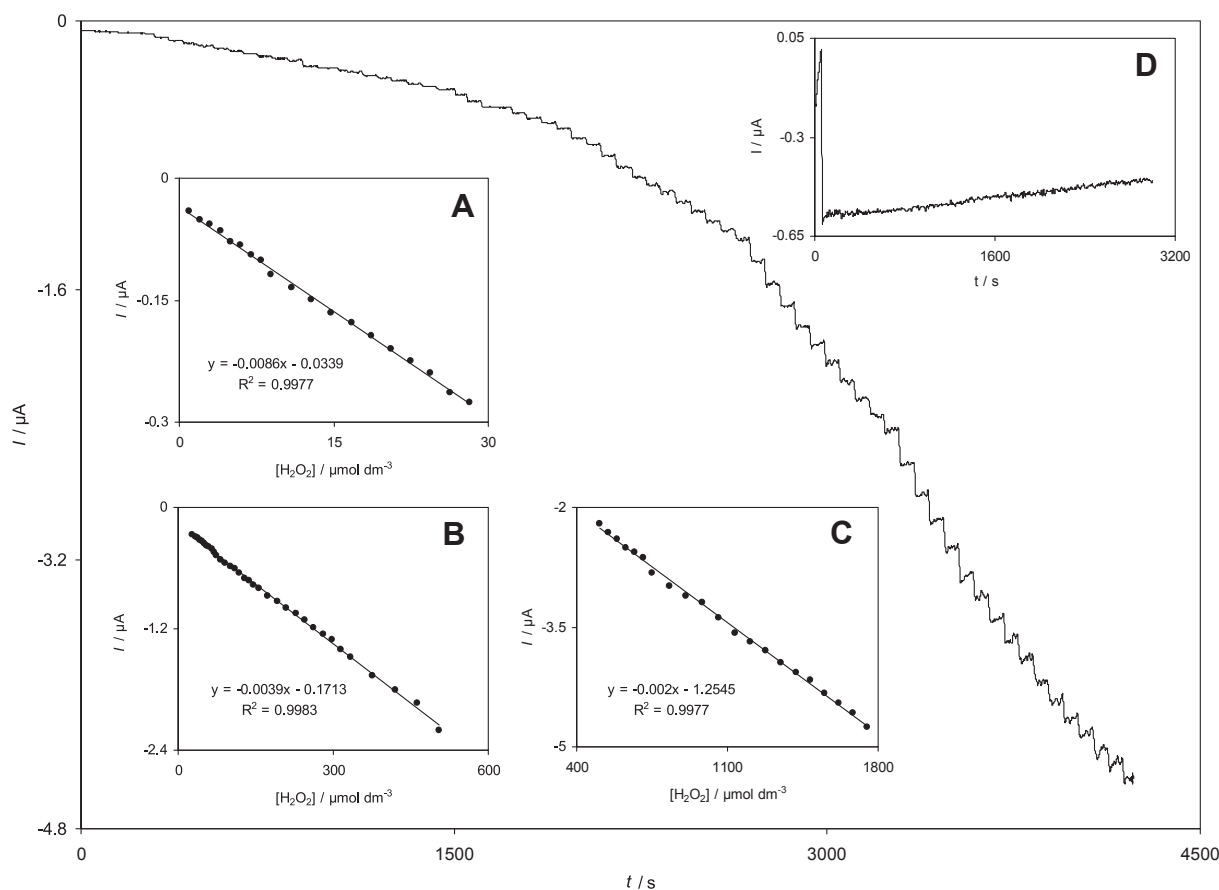 0
-1.6
-3.2
-4.8
I / µA
0
1500
3000
4500
t / s
A
0
-0.15
-0.3
I / µA
y = -0.0086x - 0.0339
R² = 0.9977
0
15
30
[H₂O₂] / µmol dm⁻³
B
0
-1.2
-2.4
I / µA
y = -0.0039x - 0.1713
R² = 0.9983
0
300
600
[H₂O₂] / µmol dm⁻³
C
-2
-3.5
-5
I / µA
y = -0.002x - 1.2545
R² = 0.9977
400
1100
1800
[H₂O₂] / µmol dm⁻³
D
0.05
-0.3
-0.65
I / µA
0
1600
3200
t / s